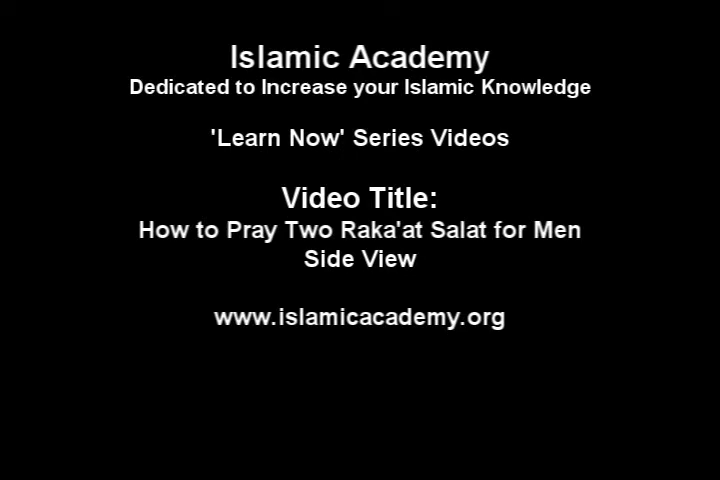 Islamic Academy
Dedicated to Increase your Islamic Knowledge
'Learn Now' Series Videos
Video Title:
How to Pray Two Raka'at Salat for Men
Side View
www.islamicacademy.org